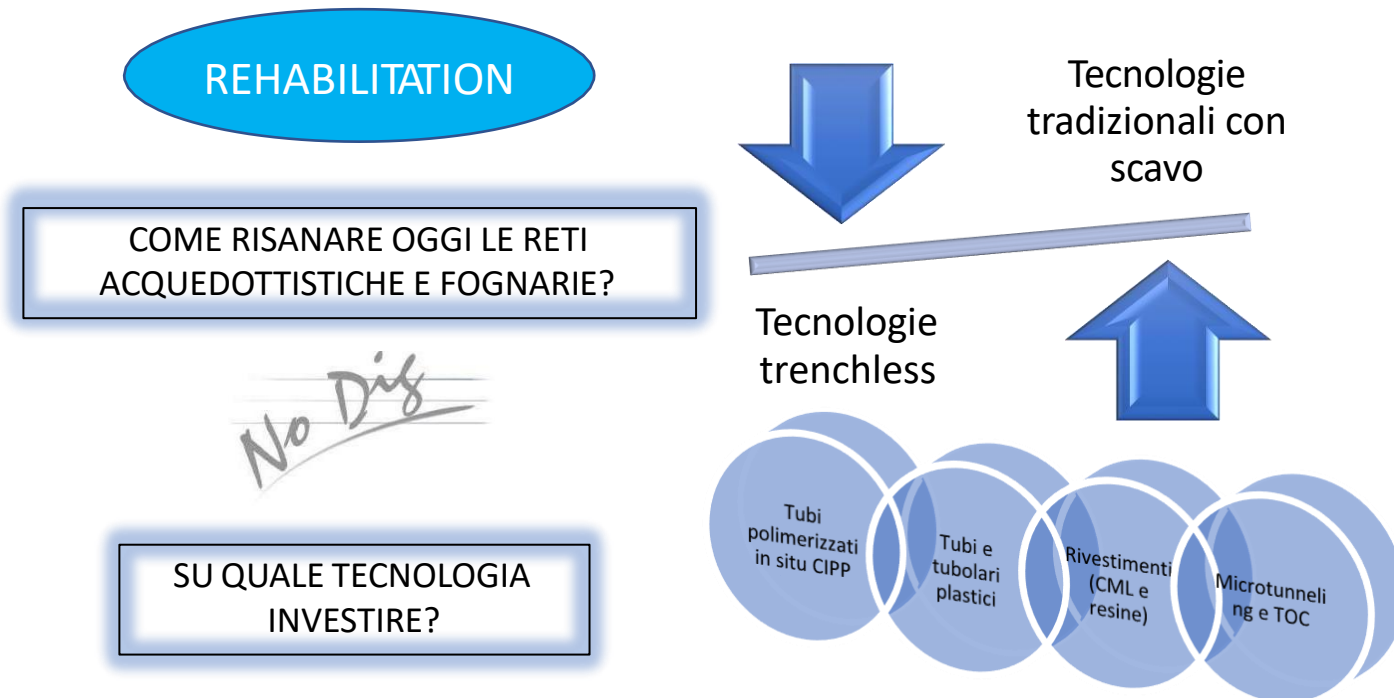 REHABILITATION
COME RISANARE OGGI LE RETI
ACQUEDOTTISTICHE E FOGNARIE?
No Dig
SU QUALE TECNOLOGIA
INVESTIRE?
Tecnologie
tradizionali con
scavo
Tecnologie
trenchless
Tubi
polimerizzati
in situ CIPP
Tubi e
tubolari
plastici
Rivestimenti
(CML e
resine)
Microtunneli
ng e TOC